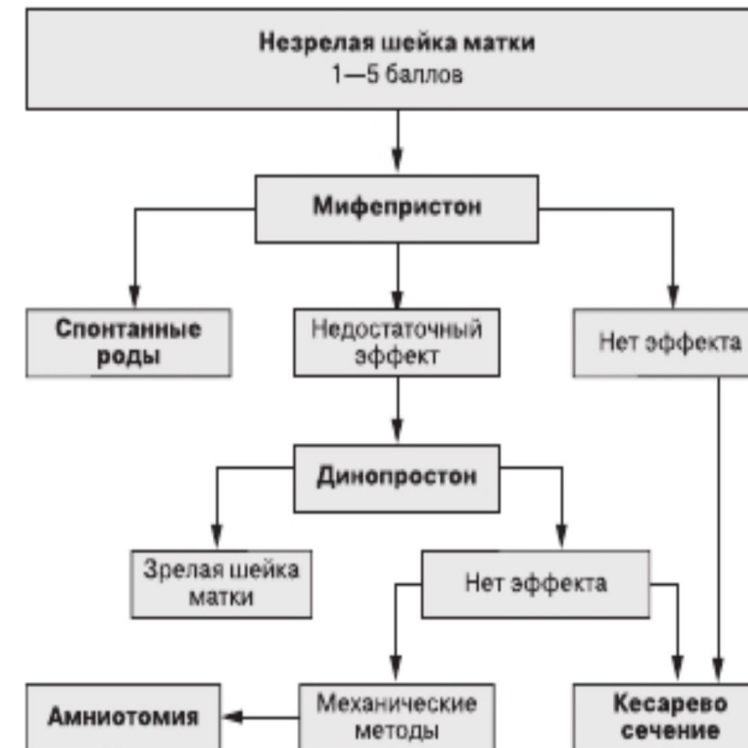 Незрелая шейка матки
1—5 баллов
Мифепристон
Спонтанные
роды
Недостаточный
эффект
Нет эффекта
Динопростон
Зрелая шейка
матки
Нет эффекта
Амниотомия
Механические
методы
Кесарево
сечение